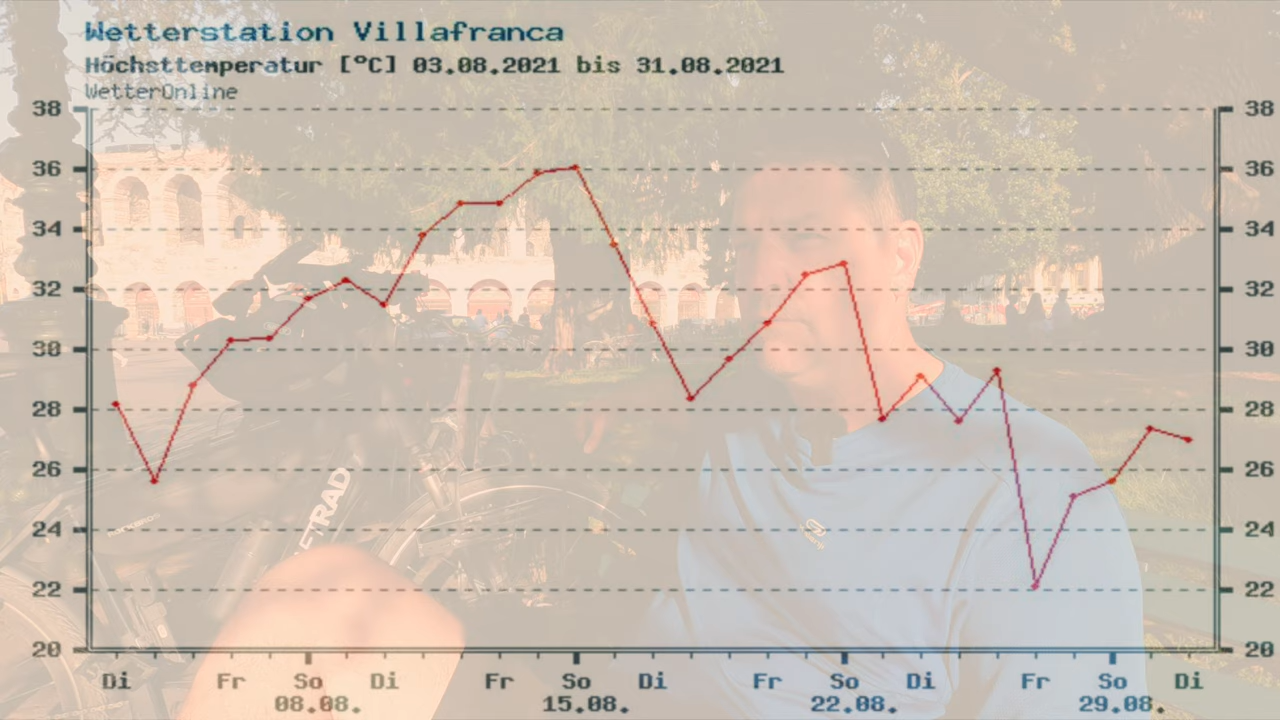 Wetterstation Villafranca
Höchsttemperatur [°C] 03.08.2021 bis 31.08.2021
WetterOnline
38 38
36 36
34 34
32 32
30 30
28 28
26 26
24 24
22 22
20 20
Di Fr So Di Fr So Di Fr So Di Fr So Di
08.08. 15.08. 22.08. 29.08.